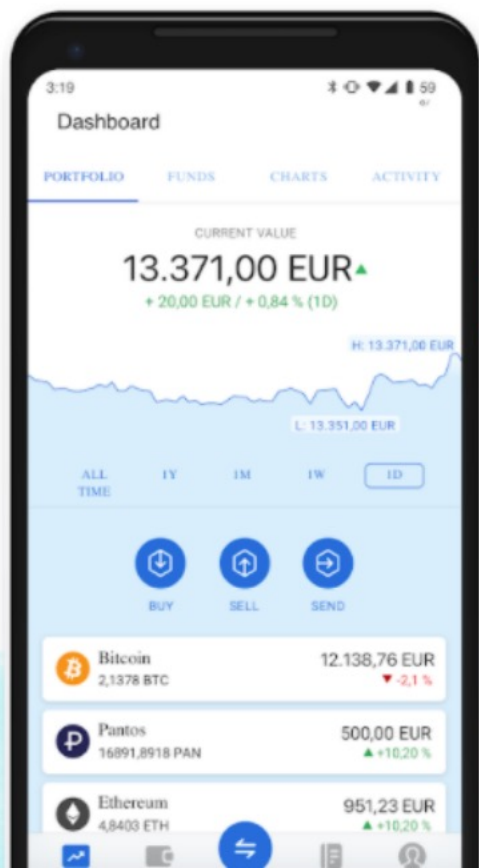 3:19
59
Dashboard
PORTFOLIO FUNDS CHARTS ACTIVITY
CURRENT VALUE
13.371,00 EUR▲
+ 20,00 EUR / + 0,84 % (1D)
H: 13.371,00 EUR
L: 13.351,00 EUR
ALL TIME 1Y 1M 1W 1D
BUY SELL SEND
Bitcoin 12.138,76 EUR
2,1378 BTC ▼ -2,1 %
Pantos 500,00 EUR
16891,8918 PAN ▲ +10,20 %
Ethereum 951,23 EUR
4,8403 ETH ▲ +10,20 %